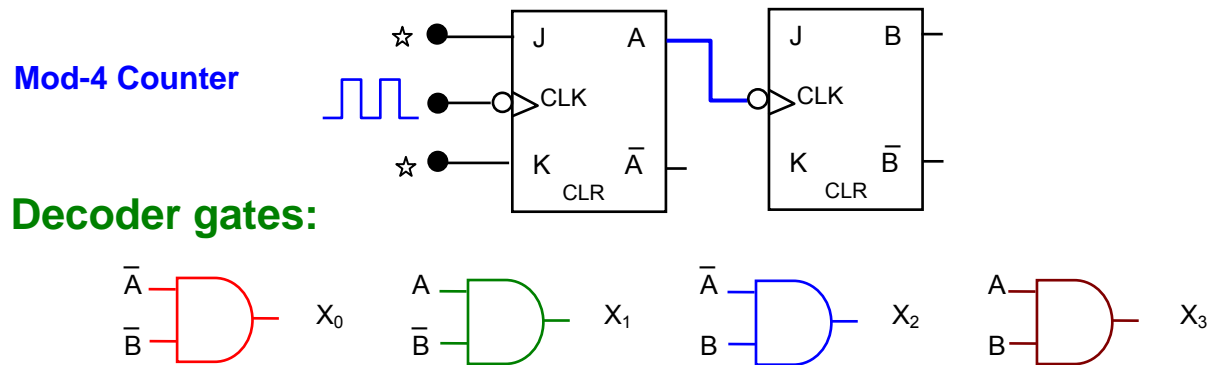 J A J B
Mod-4 Counter
CLK CLK
K A̅ K B̅
CLR CLR
Decoder gates:
A̅ A A̅ A
X₀ X₁ X₂ X₃
B̅ B̅ B B